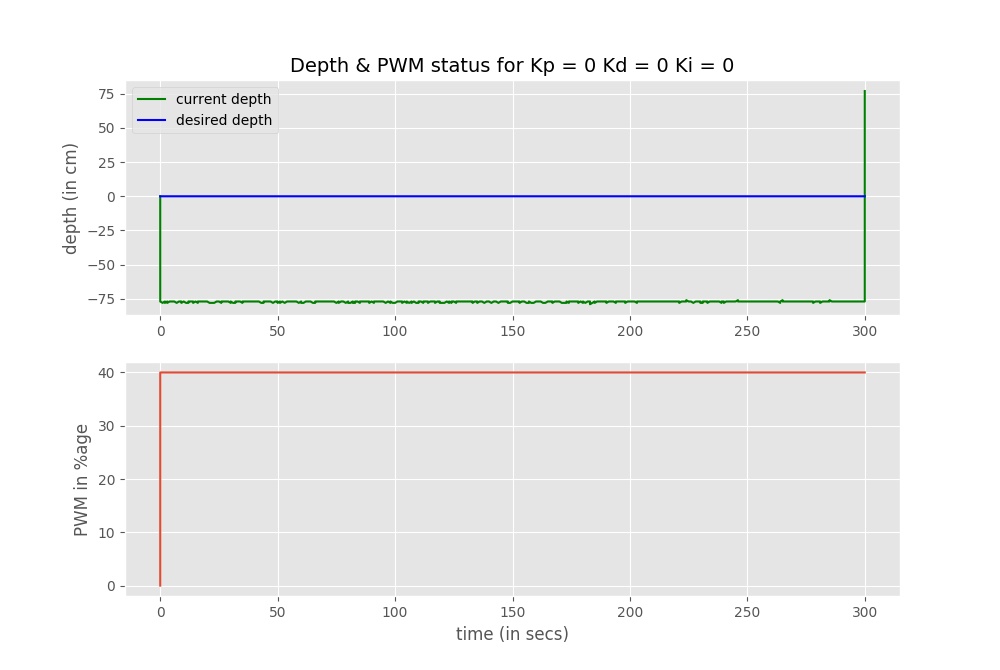 Depth & PWM status for Kp = 0 Kd = 0 Ki = 0
current depth
desired depth
depth (in cm)
75
50
25
0
−25
−50
−75
0 50 100 150 200 250 300
PWM in %age
40
30
20
10
0
0 50 100 150 200 250 300
time (in secs)